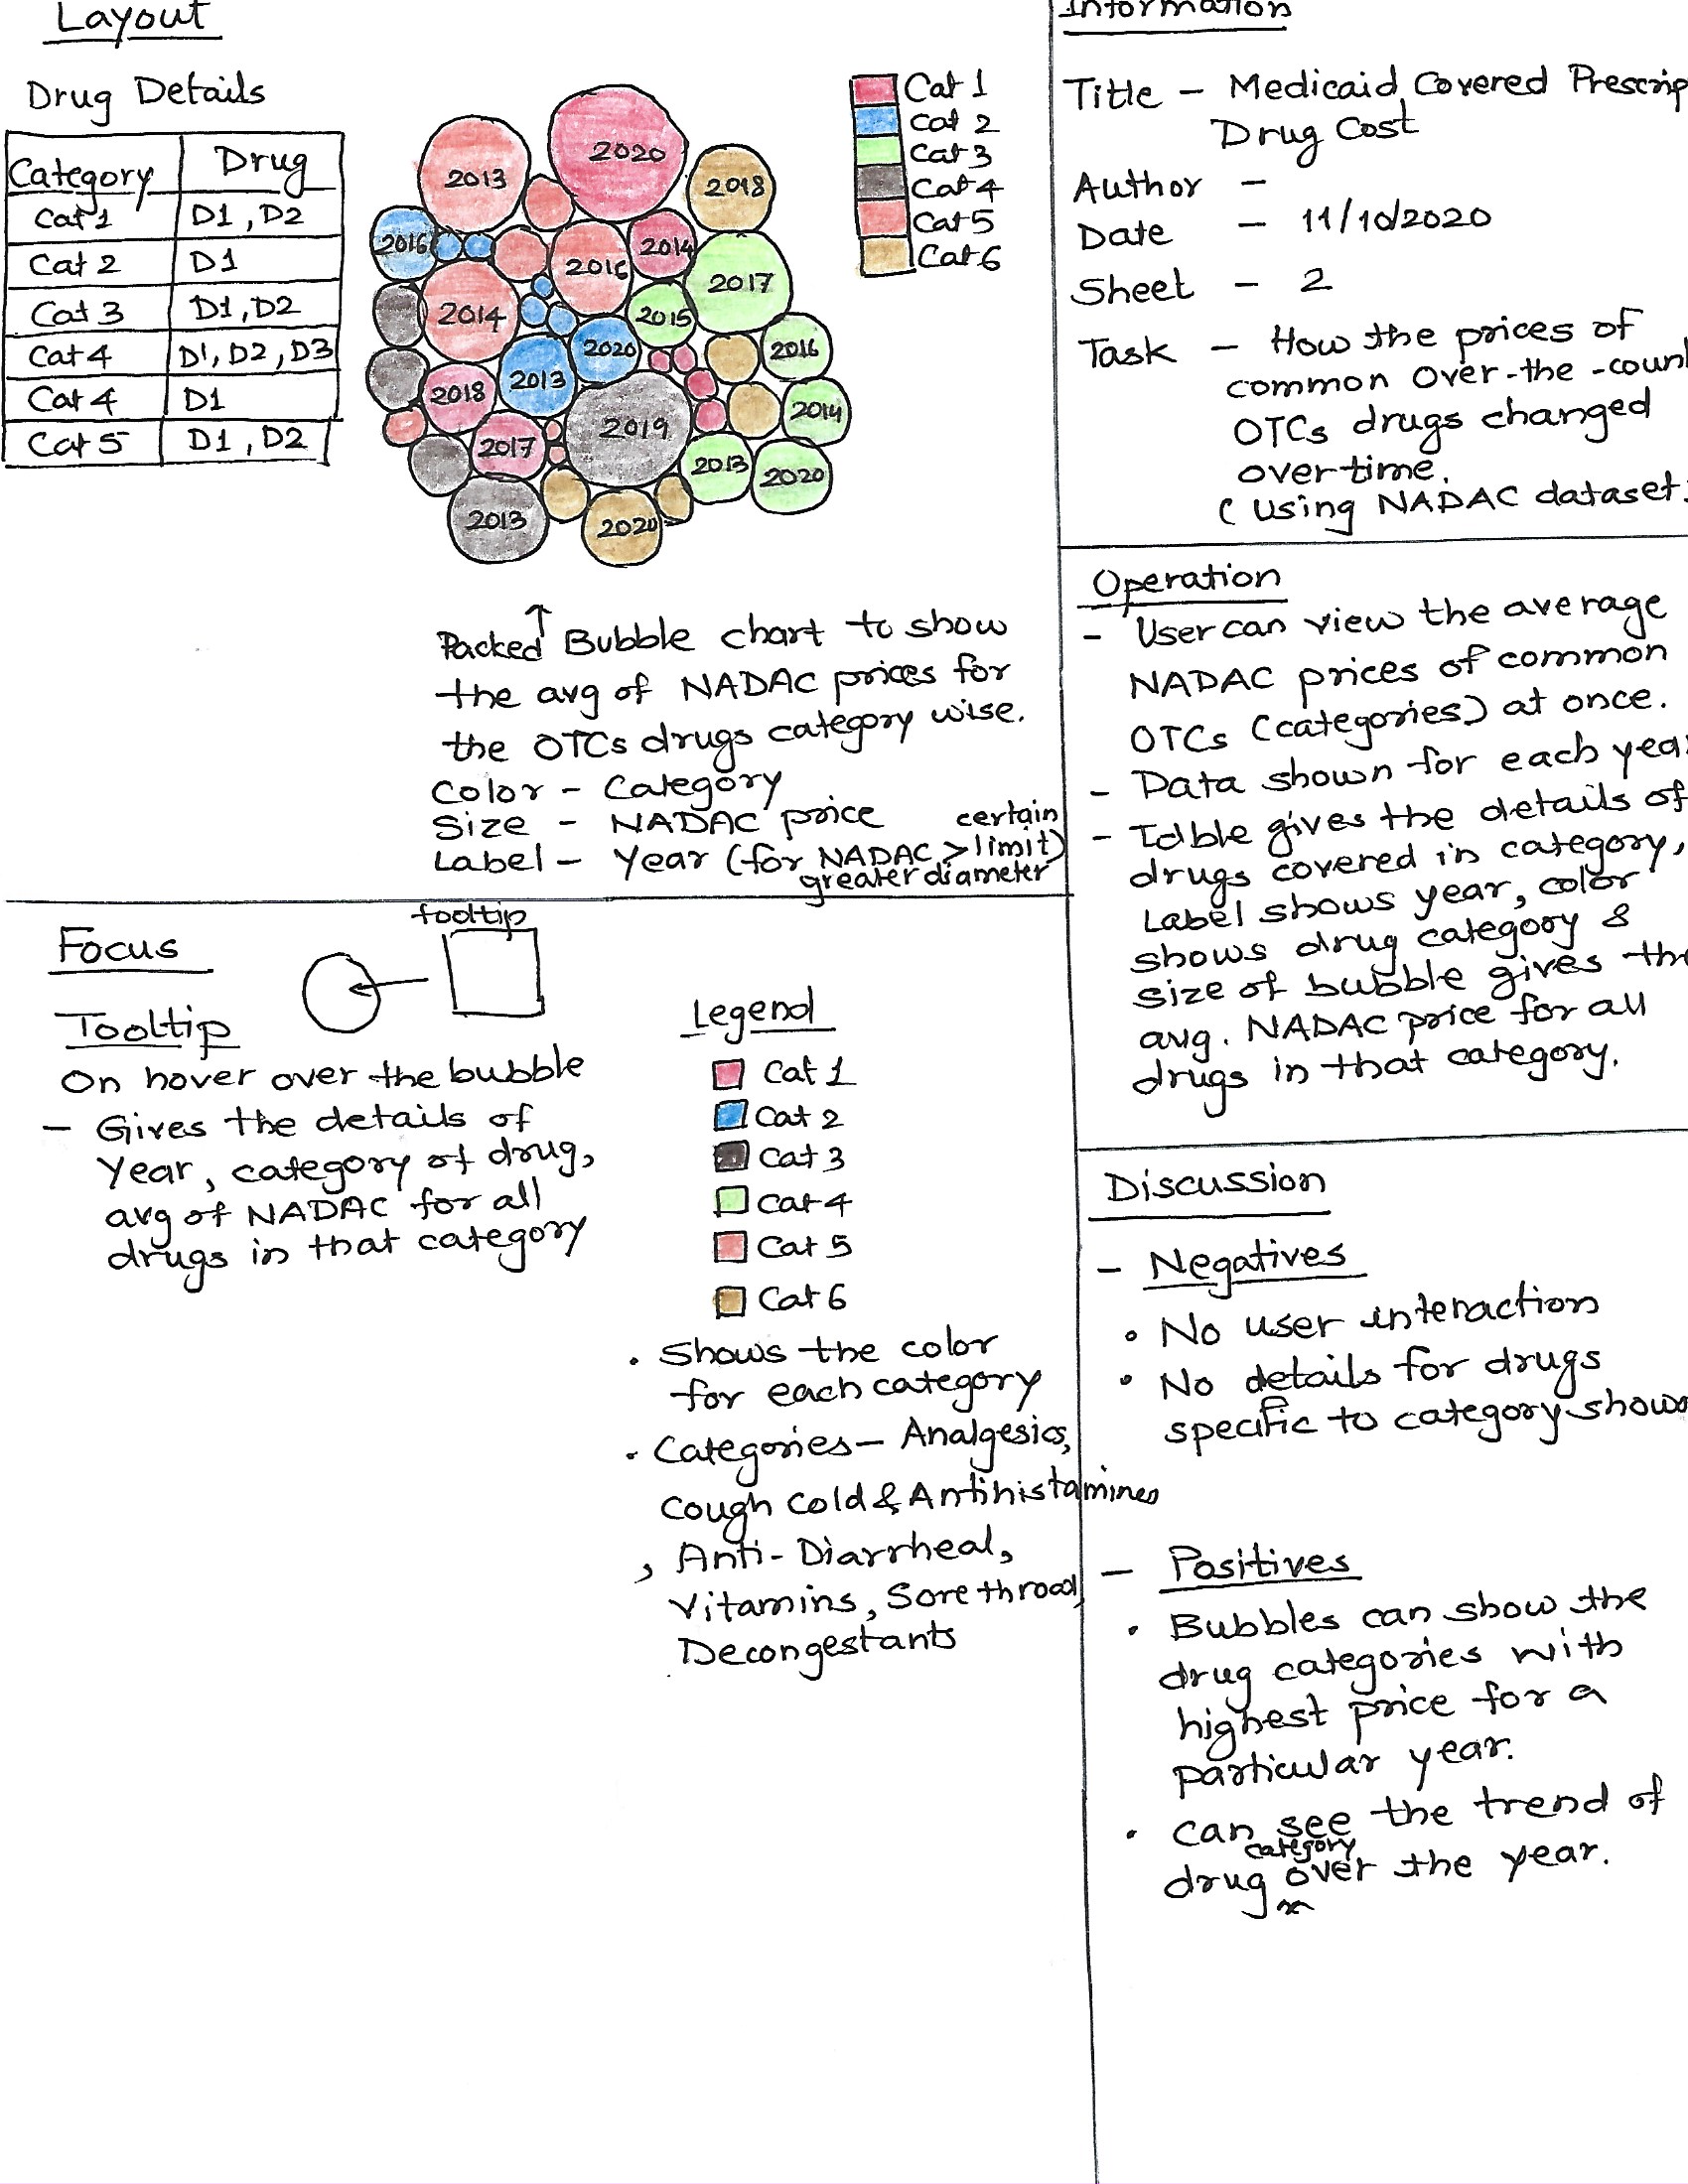 Layout
Drug Details
Category Drug
Cat 1 D1, D2
Cat 2 D1
Cat 3 D1, D2
Cat 4 D1, D2, D3
Cat 4 D1
Cat 5 D1, D2
2020
2013
2018
2016
2014
2016
2017
2014
2015
2020
2016
2013
2018
2014
2019
2017
2013
2020
2013
2020
Cat 1
Cat 2
Cat 3
Cat 4
Cat 5
Cat 6
Packed Bubble chart to show
the avg of NADAC prices for
the OTCs drugs category wise.
Color - Category
Size - NADAC price
Label - Year (for NADAC > certain limit)
greater diameter
Focus
tooltip
Tooltip
On hover over the bubble
- Gives the details of
Year, category of drug,
avg of NADAC for all
drugs in that category
Legend
Cat 1
Cat 2
Cat 3
Cat 4
Cat 5
Cat 6
. Shows the color
for each category
. Categories - Analgesics,
Cough Cold & Antihistamines
, Anti-Diarrheal,
Vitamins, Sore throad,
Decongestants
Information
Title - Medicaid Covered Prescrip
Drug Cost
Author -
Date - 11/10/2020
Sheet - 2
Task - How the prices of
common over-the-count
OTCs drugs changed
overtime.
(Using NADAC dataset.
Operation
- User can view the average
NADAC prices of common
OTCs (categories) at once.
- Data shown for each year
- Table gives the details of
drugs covered in category,
Label shows year, color
shows drug category &
size of bubble gives the
avg. NADAC price for all
drugs in that category.
Discussion
- Negatives
• No user interaction
• No details for drugs
specific to category shows
- Positives
• Bubbles can show the
drug categories with
highest price for a
particular year.
• Can see the trend of
drug category over the year.